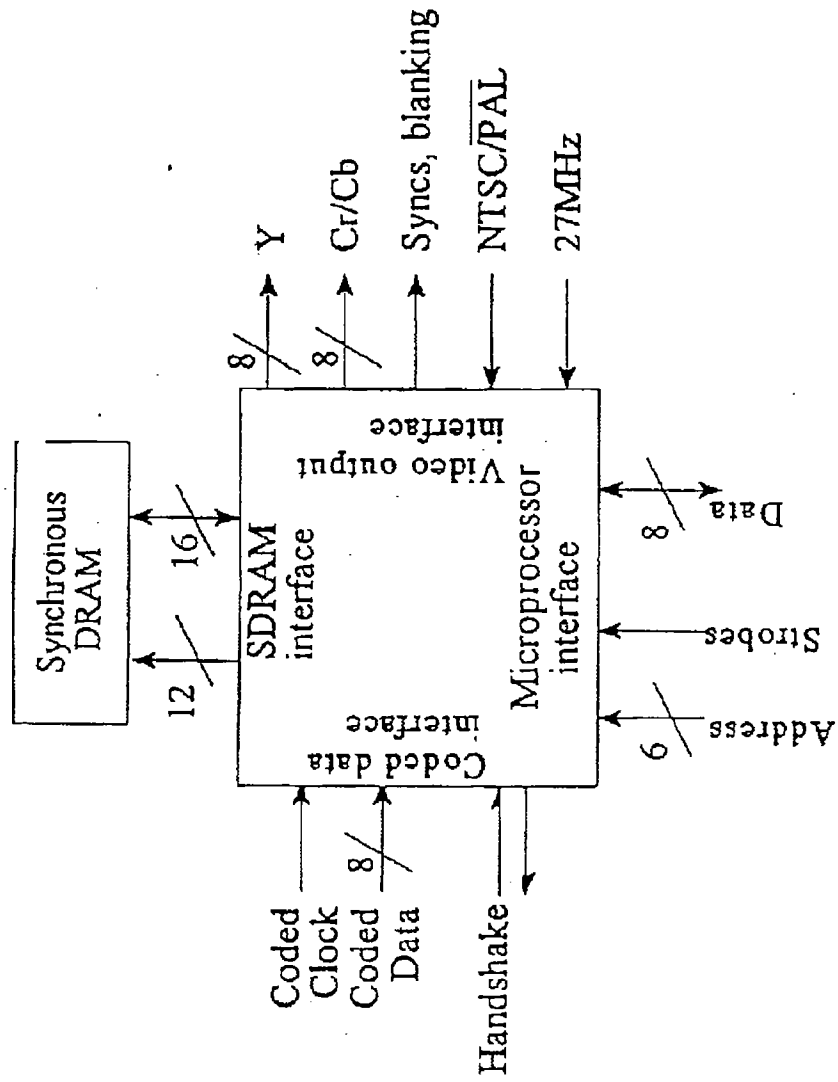 Synchronous
DRAM
12
16
SDRAM
interface
Coded data
interface
Video output
interface
Microprocessor
interface
Coded
Clock
Coded
Data
8
Handshake
8
Y
8
Cr/Cb
Syncs, blanking
NTSC/PAL
27MHz
6
Address
Strobes
8
Data